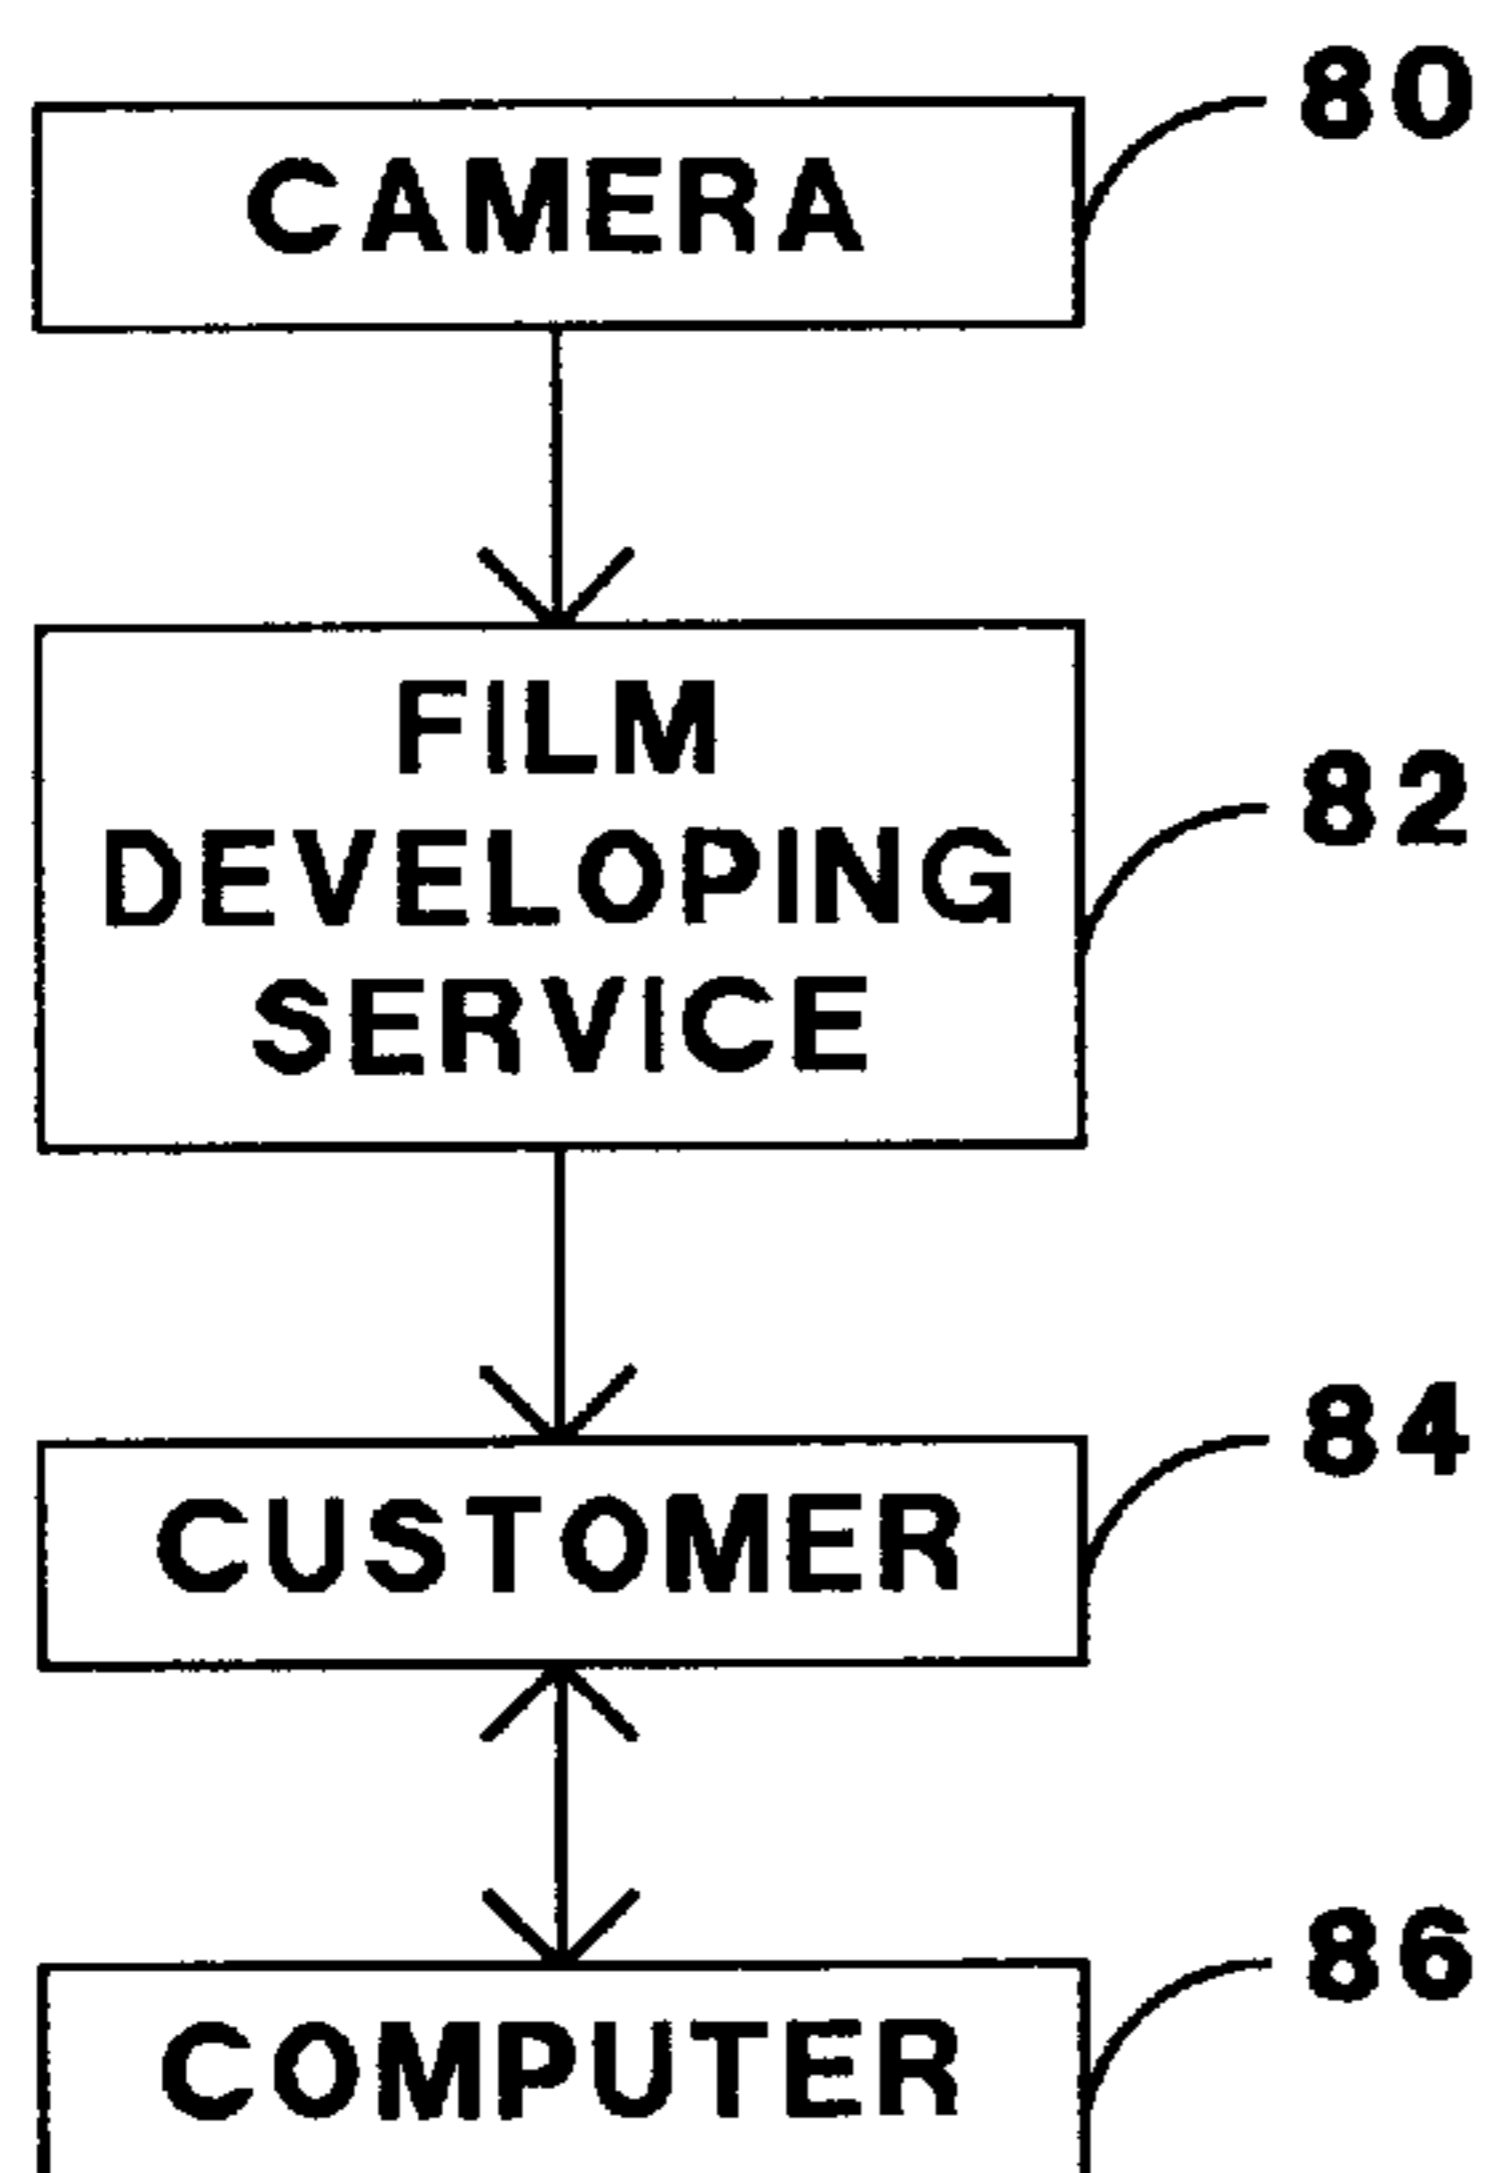 80
CAMERA
FILM
DEVELOPING
SERVICE
82
84
CUSTOMER
86
COMPUTER